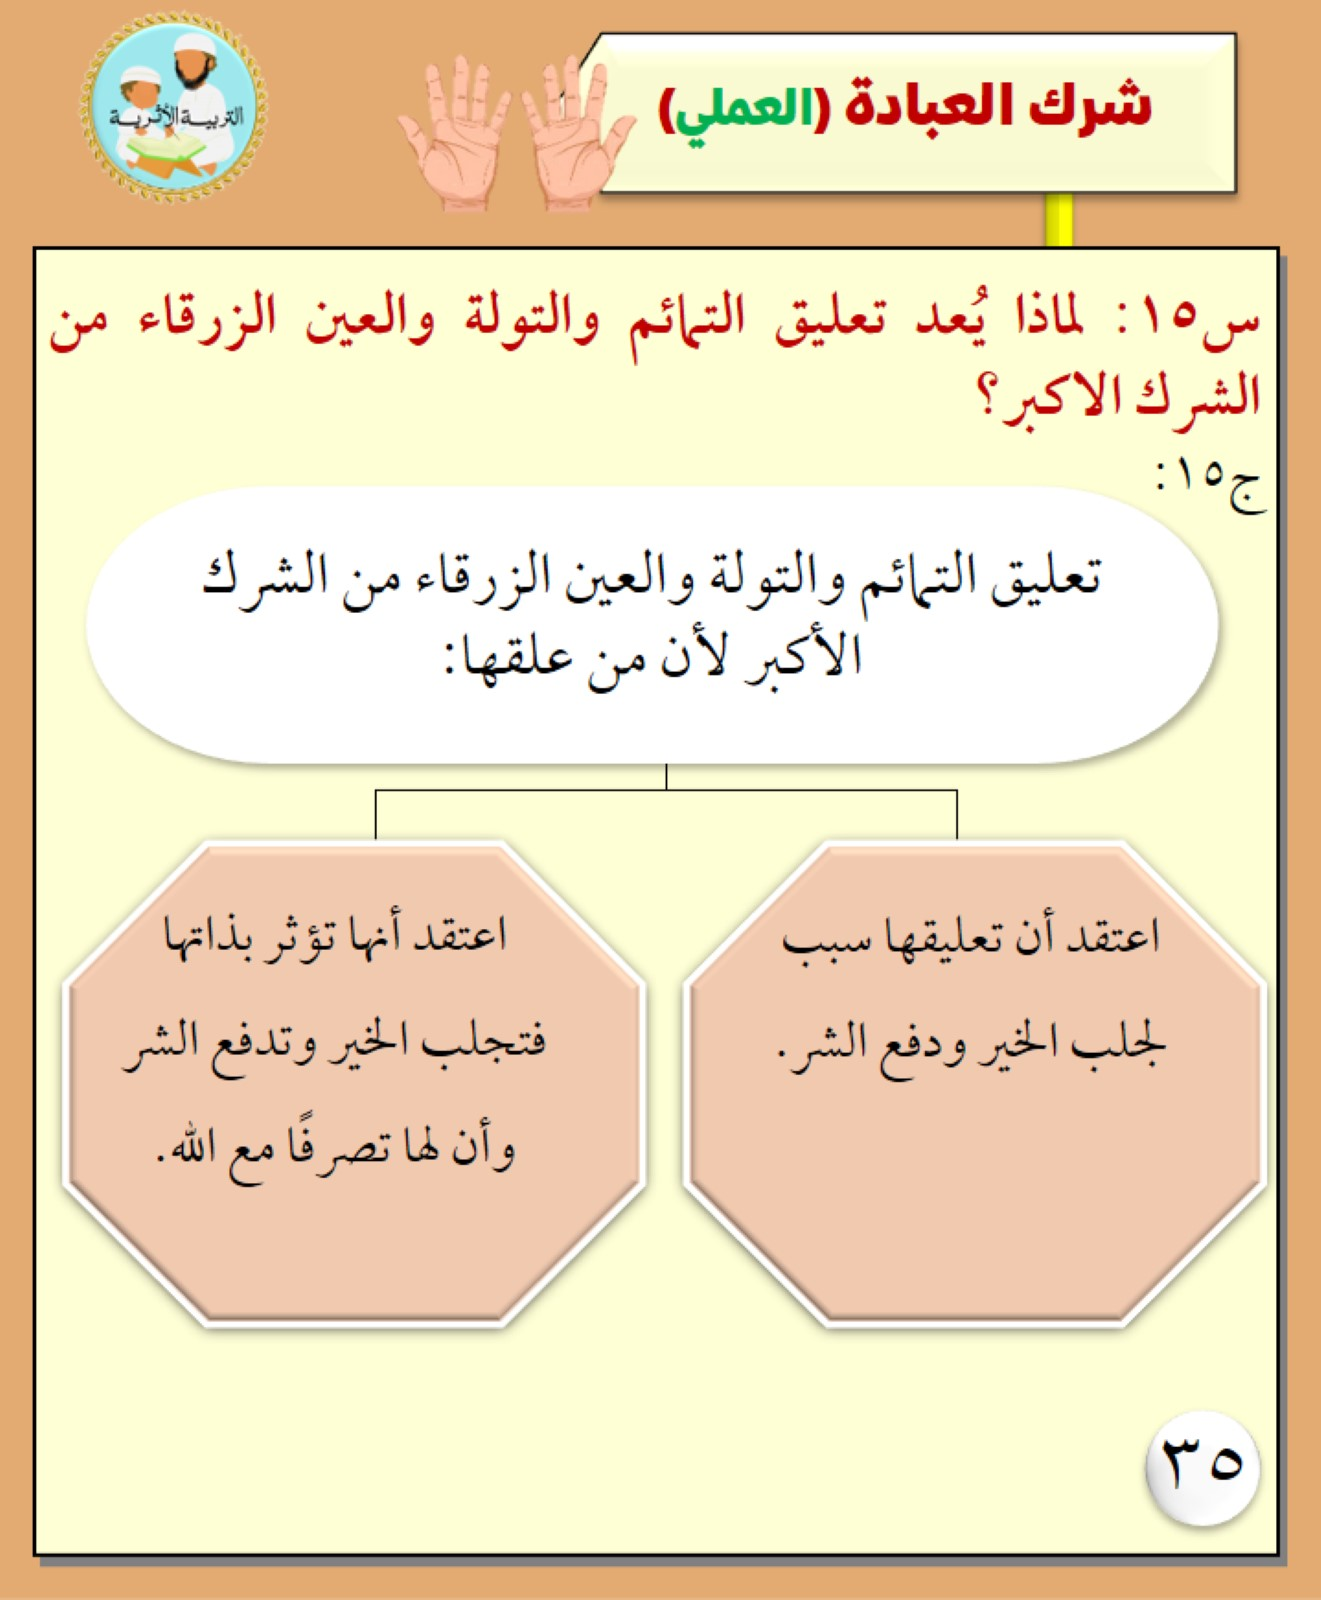 التربيــة الأثريــة
شرك العبادة (العملي)
س١٥: لماذا يُعد تعليق التمائم والتولة والعين الزرقاء من
الشرك الاكبر؟
ج١٥:
تعليق التمائم والتولة والعين الزرقاء من الشرك
الأكبر لأن من علقها:
اعتقد أن تعليقها سبب
لجلب الخير ودفع الشر.
اعتقد أنها تؤثر بذاتها
فتجلب الخير وتدفع الشر
وأن لها تصرفًا مع الله.
٣٥